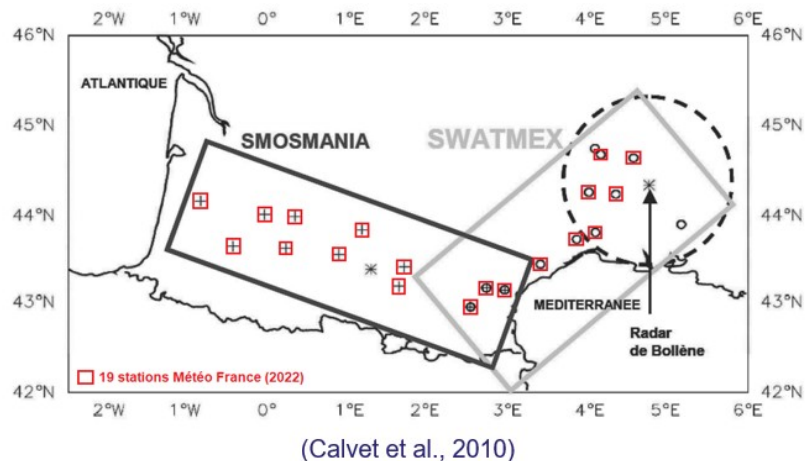 2°W 1°W 0° 1°E 2°E 3°E 4°E 5°E 6°E
46°N 46°N
ATLANTIQUE
45°N 45°N
SMOSMANIA SWATMEX
44°N 44°N
43°N 43°N
MEDITERRANEE
Radar
de Bollène
19 stations Météo France (2022)
42°N 42°N
2°W 1°W 0° 1°E 2°E 3°E 4°E 5°E 6°E
(Calvet et al., 2010)